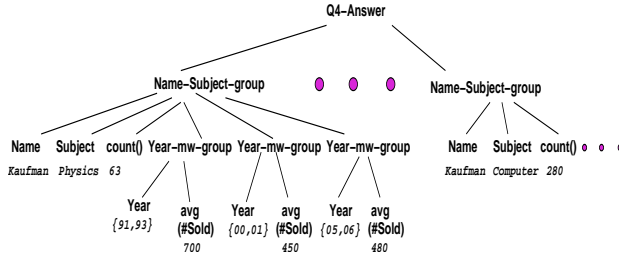 Q4-Answer
Name-Subject-group
Name-Subject-group
Name Subject count() Year-mw-group Year-mw-group Year-mw-group
Name Subject count()
Kaufman Physics 63
Kaufman Computer 280
Year avg Year avg Year avg
{91,93} (#Sold) {00,01} (#Sold) {05,06} (#Sold)
700 450 480